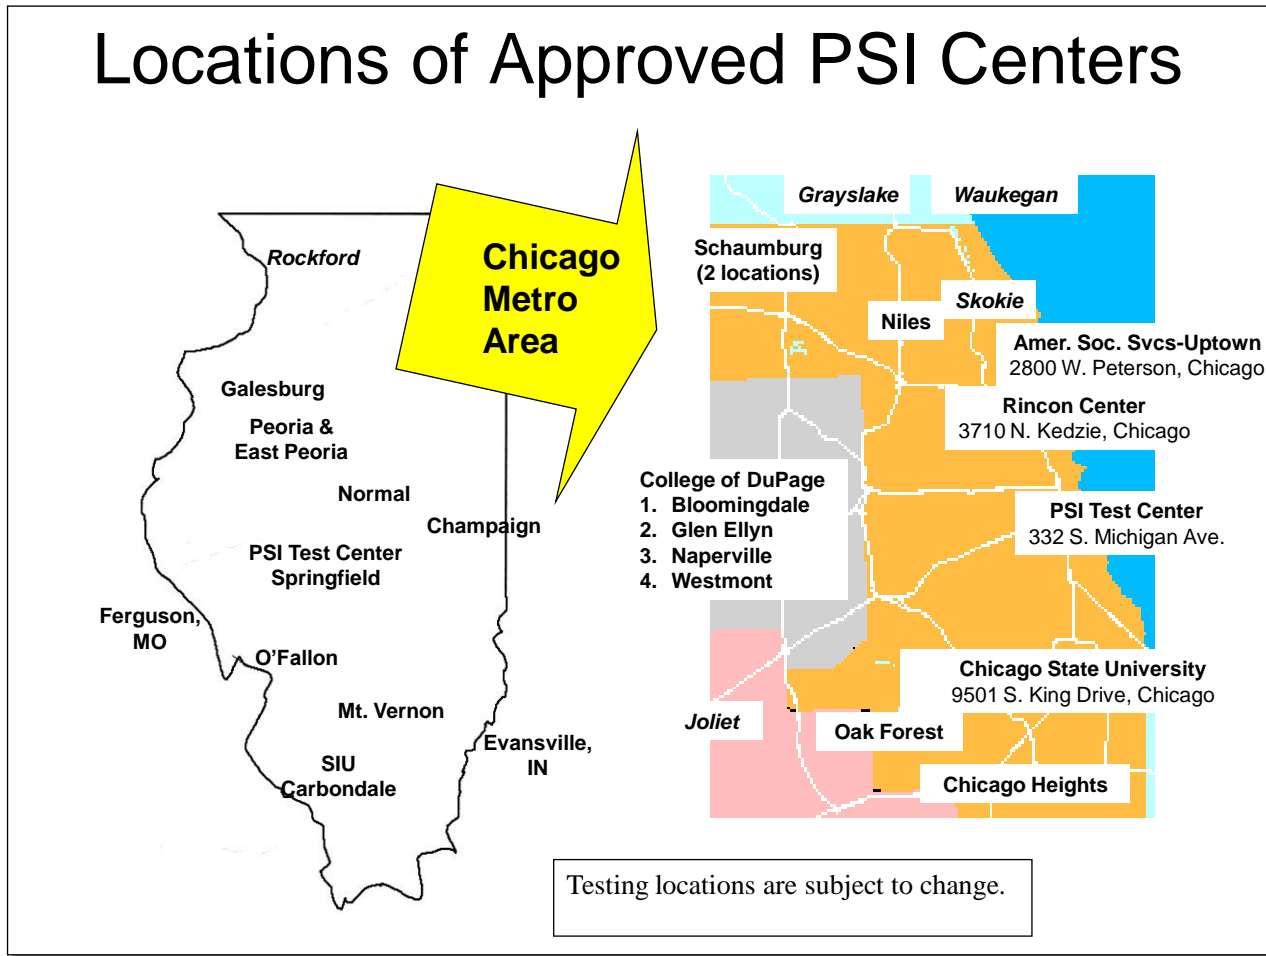 Locations of Approved PSI Centers
Chicago
Metro
Area
Rockford
Galesburg
Peoria &
East Peoria
Normal
Champaign
PSI Test Center
Springfield
Ferguson,
MO
O'Fallon
Mt. Vernon
Evansville,
IN
SIU
Carbondale
Grayslake
Waukegan
Schaumburg
(2 locations)
Skokie
Niles
Amer. Soc. Svcs-Uptown
2800 W. Peterson, Chicago
Rincon Center
3710 N. Kedzie, Chicago
College of DuPage
1. Bloomingdale
2. Glen Ellyn
3. Naperville
4. Westmont
PSI Test Center
332 S. Michigan Ave.
Chicago State University
9501 S. King Drive, Chicago
Joliet
Oak Forest
Chicago Heights
Testing locations are subject to change.